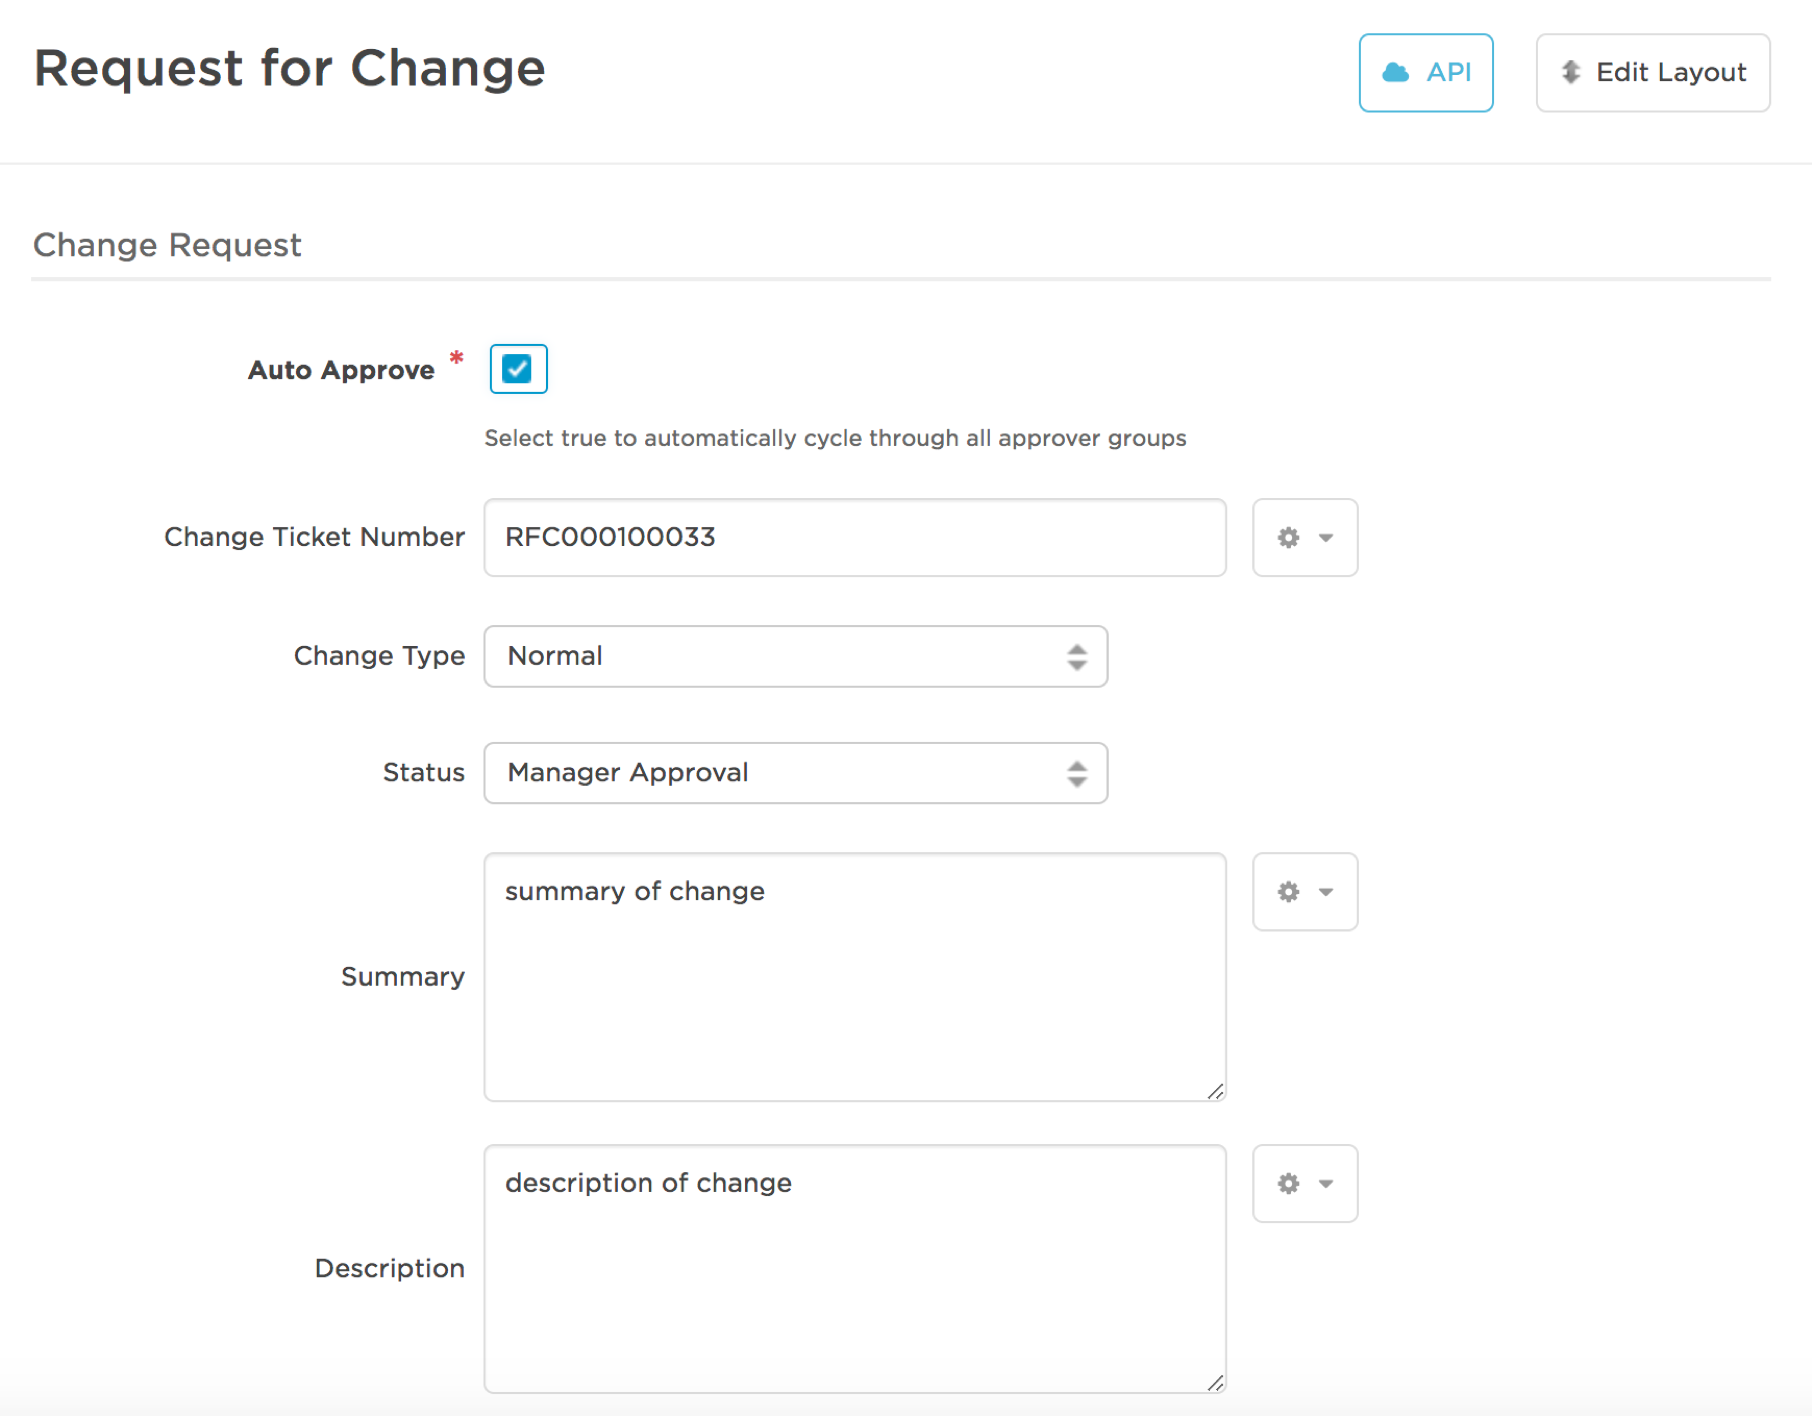 Request for Change
API
Edit Layout
Change Request
Auto Approve *
Select true to automatically cycle through all approver groups
Change Ticket Number
RFC000100033
Change Type
Normal
Status
Manager Approval
summary of change
Summary
description of change
Description